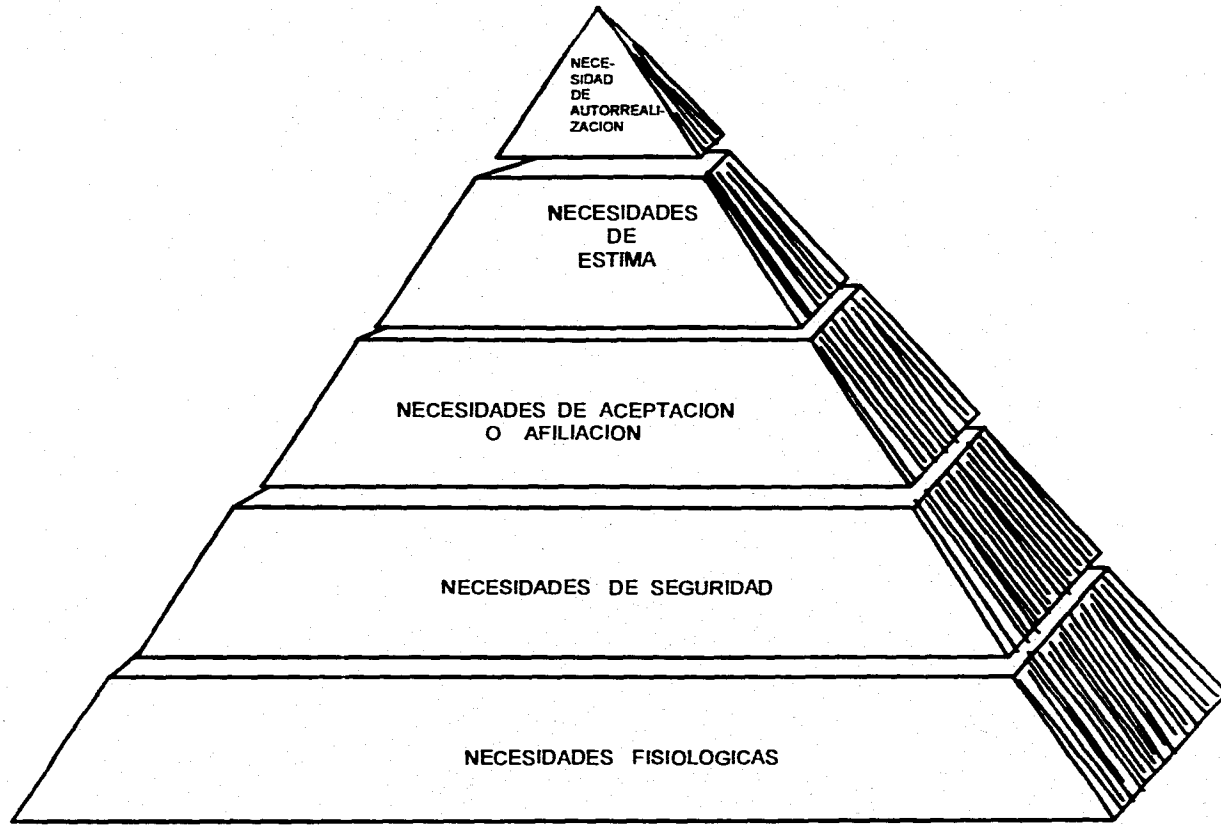 NECE-
SIDAD
DE
AUTORREALI-
ZACION
NECESIDADES
DE
ESTIMA
NECESIDADES DE ACEPTACION
O AFILIACION
NECESIDADES DE SEGURIDAD
NECESIDADES FISIOLOGICAS